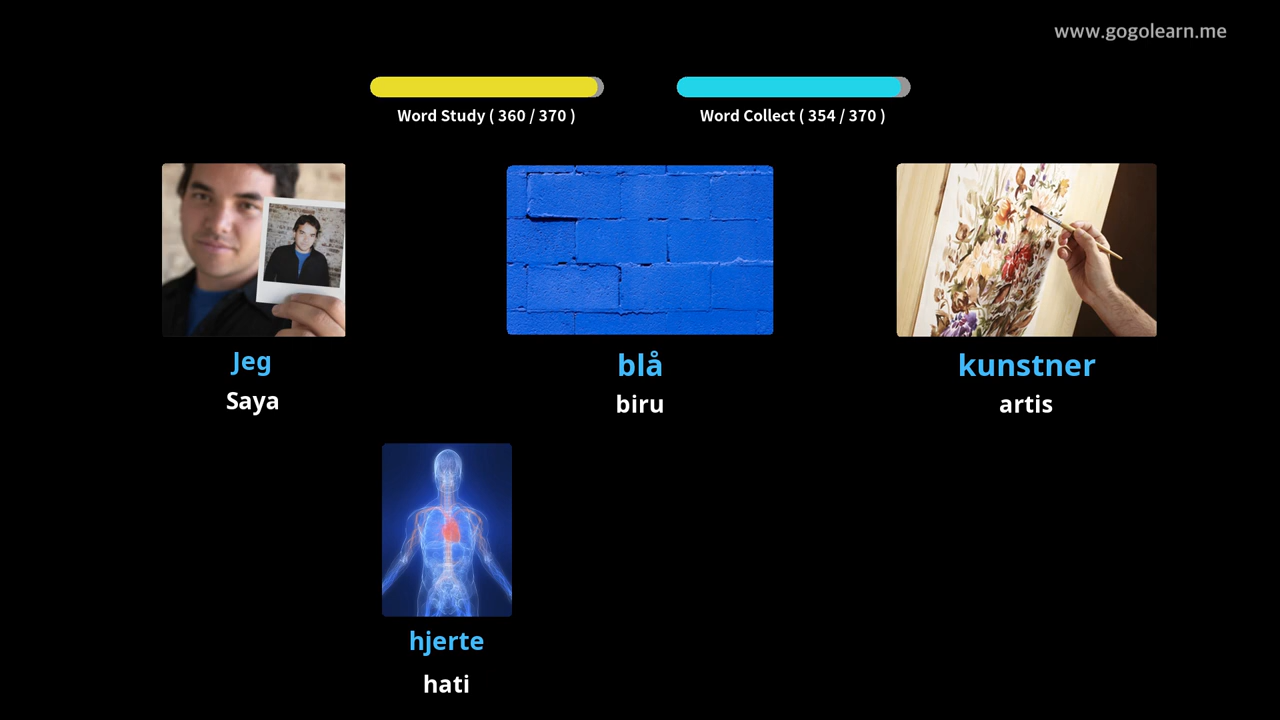 www.gogolearn.me
Word Study ( 360 / 370 )
Word Collect ( 354 / 370 )
Jeg
Saya
blå
biru
kunstner
artis
hjerte
hati